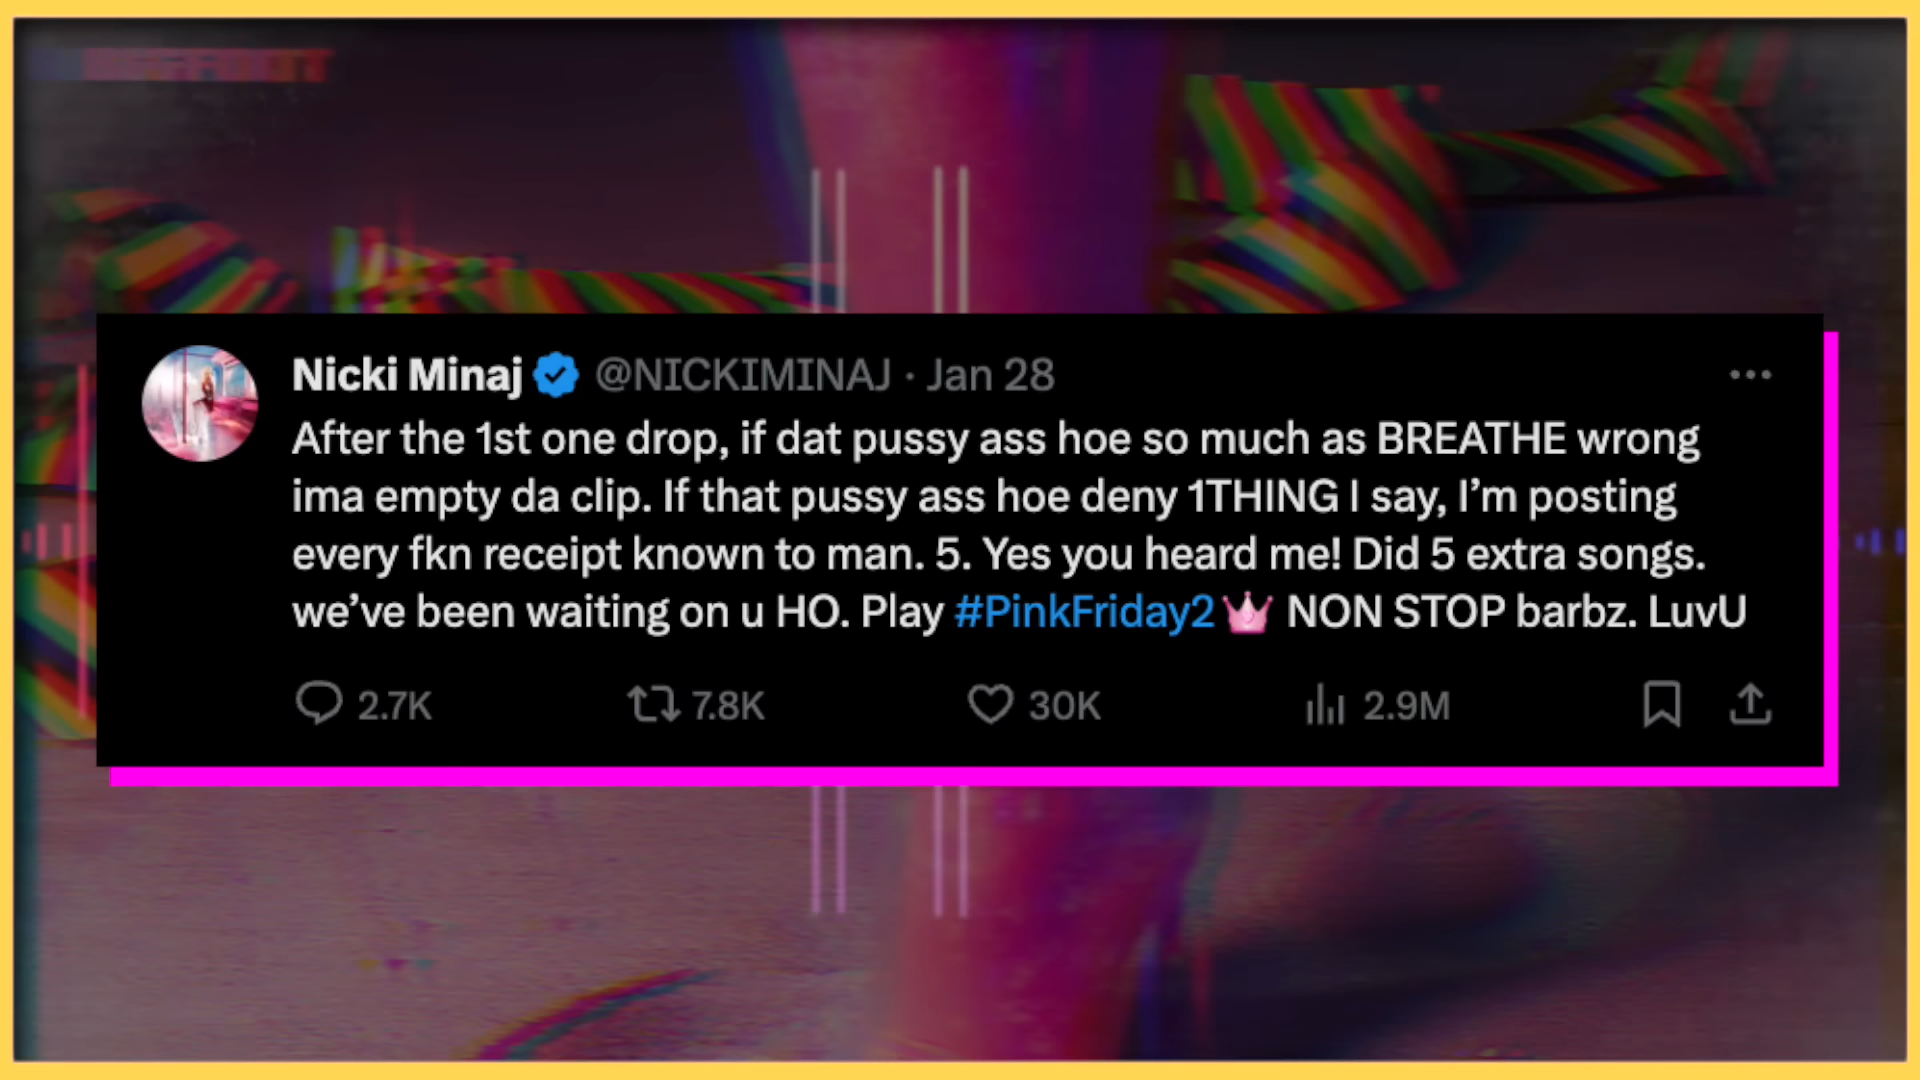 Nicki Minaj @NICKIMINAJ · Jan 28
After the 1st one drop, if dat pussy ass hoe so much as BREATHE wrong
ima empty da clip. If that pussy ass hoe deny 1THING I say, I’m posting
every fkn receipt known to man. 5. Yes you heard me! Did 5 extra songs.
we’ve been waiting on u HO. Play #PinkFriday2 NON STOP barbz. LuvU
2.7K 7.8K 30K 2.9M